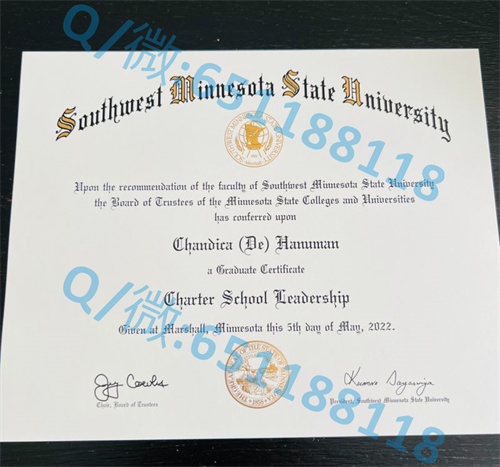 Southwest Minnesota State University
Upon the recommendation of the faculty of Southwest Minnesota State University
the Board of Trustees of the Minnesota State Colleges and Universities
has conferred upon
Chandica (De) Hanuman
a Graduate Certificate
Charter School Leadership
Given at Marshall, Minnesota this 5th day of May, 2022.
Chair, Board of Trustees
President, Southwest Minnesota State University
Q/微:651188118
Q/微:651188118